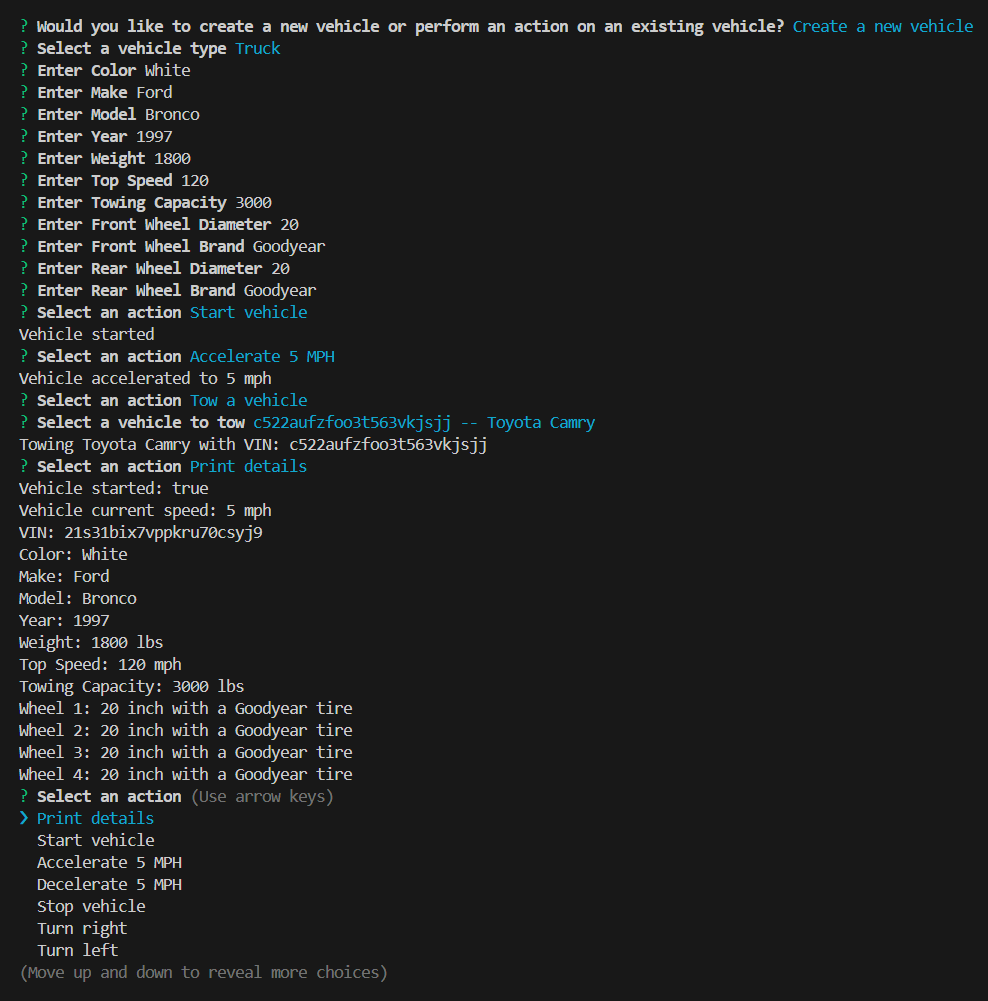 ? Would you like to create a new vehicle or perform an action on an existing vehicle? Create a new vehicle
? Select a vehicle type Truck
? Enter Color White
? Enter Make Ford
? Enter Model Bronco
? Enter Year 1997
? Enter Weight 1800
? Enter Top Speed 120
? Enter Towing Capacity 3000
? Enter Front Wheel Diameter 20
? Enter Front Wheel Brand Goodyear
? Enter Rear Wheel Diameter 20
? Enter Rear Wheel Brand Goodyear
? Select an action Start vehicle
Vehicle started
? Select an action Accelerate 5 MPH
Vehicle accelerated to 5 mph
? Select an action Tow a vehicle
? Select a vehicle to tow c522aufzfoo3t563vkjsjj -- Toyota Camry
Towing Toyota Camry with VIN: c522aufzfoo3t563vkjsjj
? Select an action Print details
Vehicle started: true
Vehicle current speed: 5 mph
VIN: 21s31bix7vppkru70csyj9
Color: White
Make: Ford
Model: Bronco
Year: 1997
Weight: 1800 lbs
Top Speed: 120 mph
Towing Capacity: 3000 lbs
Wheel 1: 20 inch with a Goodyear tire
Wheel 2: 20 inch with a Goodyear tire
Wheel 3: 20 inch with a Goodyear tire
Wheel 4: 20 inch with a Goodyear tire
? Select an action (Use arrow keys)
❯ Print details
Start vehicle
Accelerate 5 MPH
Decelerate 5 MPH
Stop vehicle
Turn right
Turn left
(Move up and down to reveal more choices)